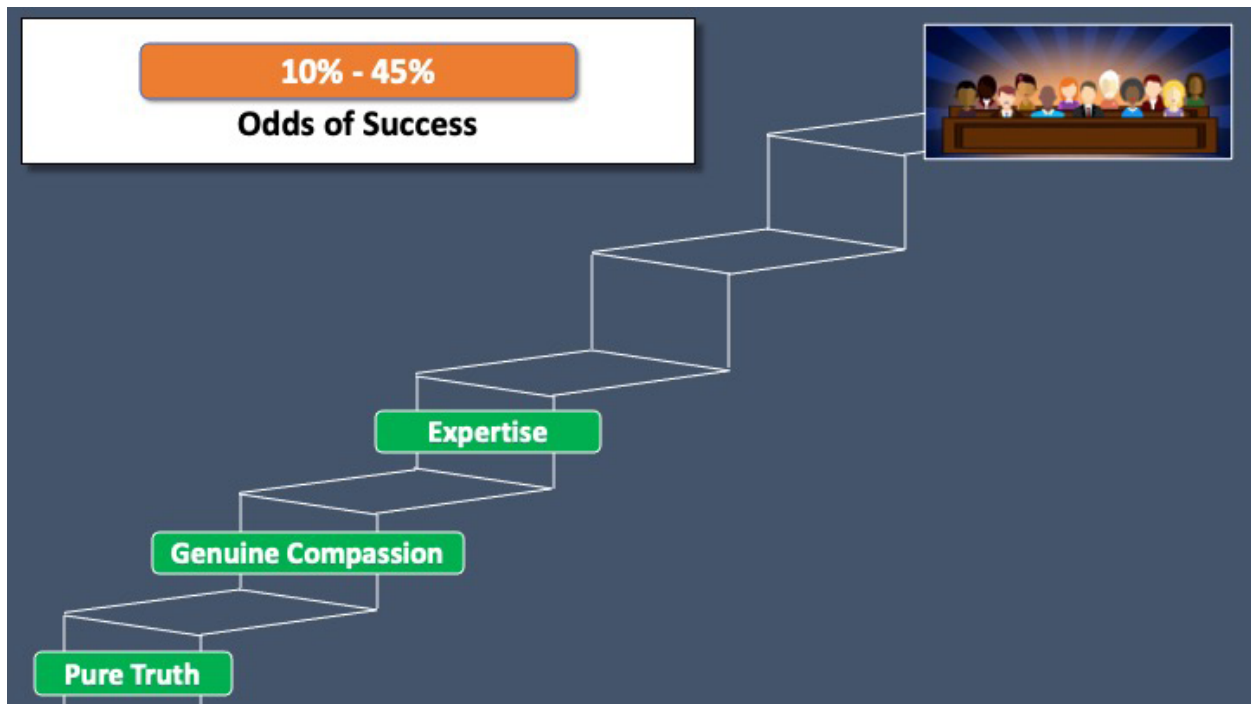 10% - 45%
Odds of Success
Expertise
Genuine Compassion
Pure Truth